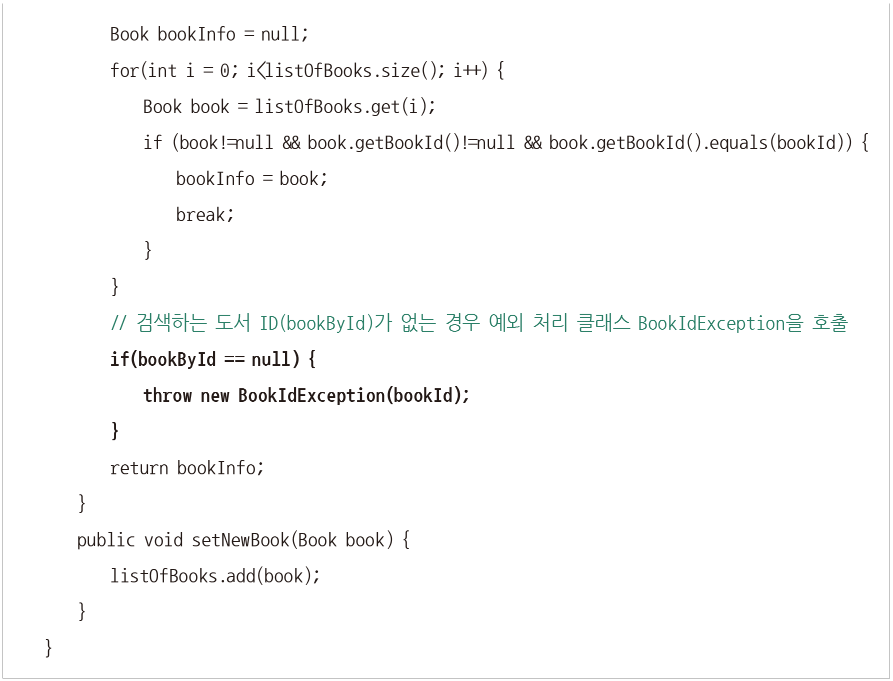 Book bookInfo = null;
for(int i = 0; i<listOfBooks.size(); i++) {
Book book = listOfBooks.get(i);
if (book!=null && book.getBookId()!=null && book.getBookId().equals(bookId)) {
bookInfo = book;
break;
}
}
// 검색하는 도서 ID(bookById)가 없는 경우 예외 처리 클래스 BookIdException을 호출
if(bookById == null) {
throw new BookIdException(bookId);
}
return bookInfo;
}
public void setNewBook(Book book) {
listOfBooks.add(book);
}
}